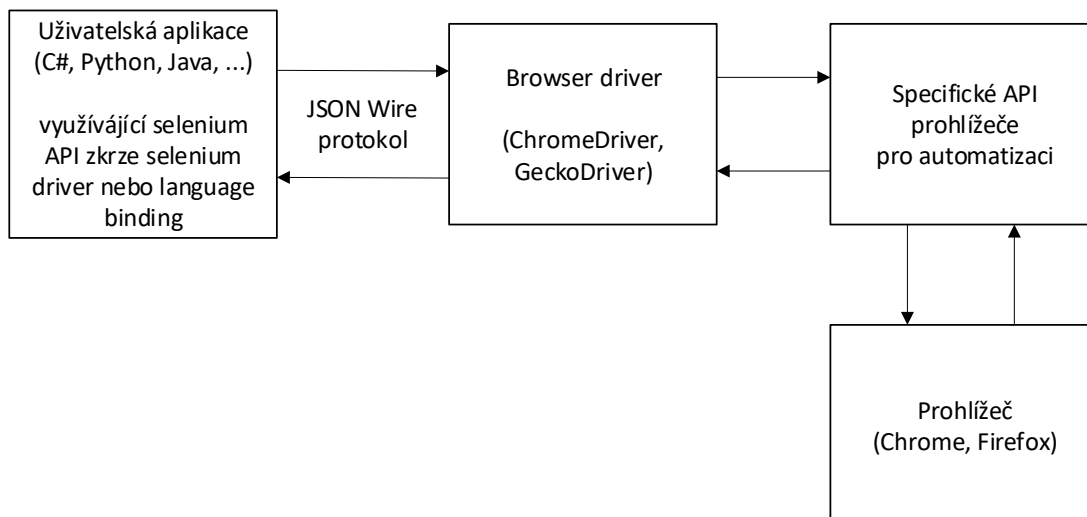 Uživatelská aplikace
(C#, Python, Java, ...)
využívájící selenium
API zkrze selenium
driver nebo language
binding
JSON Wire
protokol
Browser driver
(ChromeDriver,
GeckoDriver)
Specifické API
prohlížeče
pro automatizaci
Prohlížeč
(Chrome, Firefox)